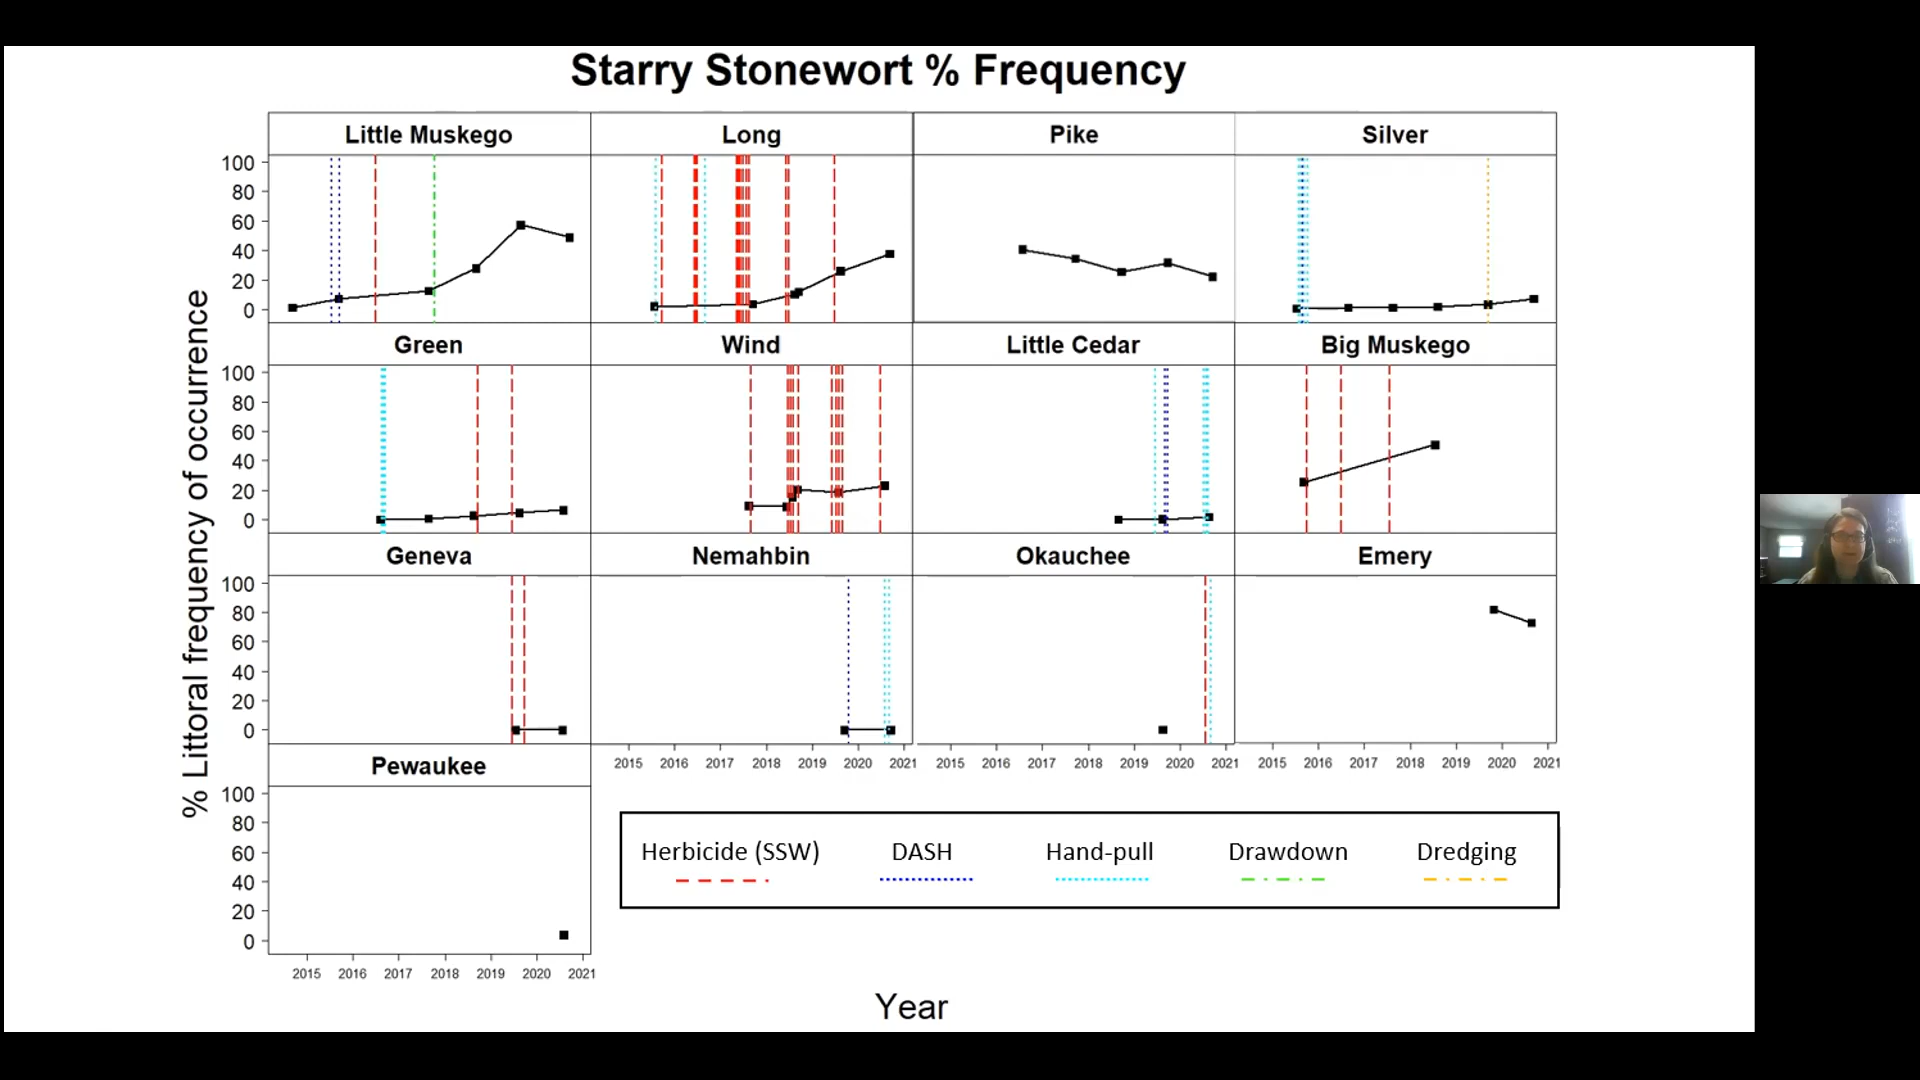 Starry Stonewort % Frequency
Little Muskego Long Pike Silver
100
80
60
40
20
0
Green Wind Little Cedar Big Muskego
100
80
60
40
20
0
Geneva Nemahbin Okauchee Emery
100
80
60
40
20
0
2015 2016 2017 2018 2019 2020 2021 2015 2016 2017 2018 2019 2020 2021 2015 2016 2017 2018 2019 2020 2021
Pewaukee
100
80
60
40
20
0
2015 2016 2017 2018 2019 2020 2021
% Littoral frequency of occurrence
Herbicide (SSW) DASH Hand-pull Drawdown Dredging
Year